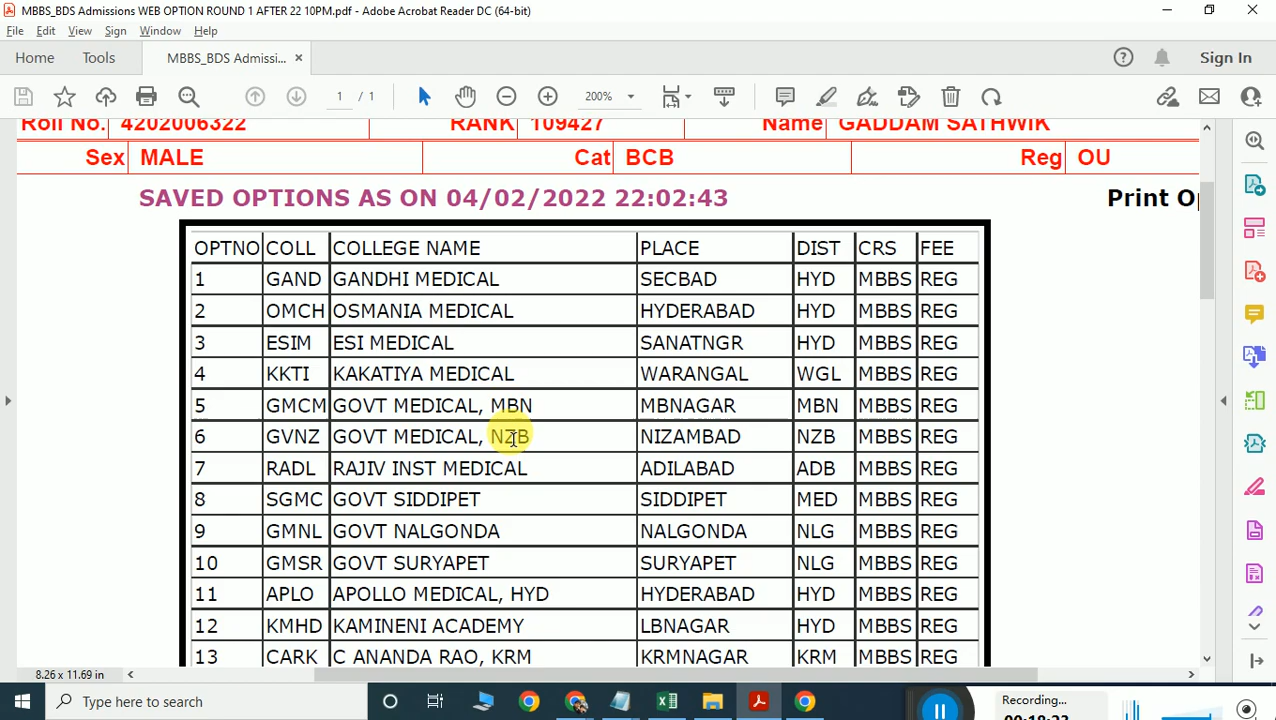 MBBS_BDS Admissions WEB OPTION ROUND 1 AFTER 22 10PM.pdf - Adobe Acrobat Reader DC (64-bit)
File Edit View Sign Window Help
Home Tools MBBS_BDS Admissi... × Sign In
1 / 1 200%
Roll No. 4202006322 RANK 109427 Name GADDAM SATHWIK
Sex MALE Cat BCB Reg OU
SAVED OPTIONS AS ON 04/02/2022 22:02:43 Print Op
OPTNO COLL COLLEGE NAME PLACE DIST CRS FEE
1 GAND GANDHI MEDICAL SECBAD HYD MBBS REG
2 OMCH OSMANIA MEDICAL HYDERABAD HYD MBBS REG
3 ESIM ESI MEDICAL SANATNGR HYD MBBS REG
4 KKTI KAKATIYA MEDICAL WARANGAL WGL MBBS REG
5 GMCM GOVT MEDICAL, MBN MBNAGAR MBN MBBS REG
6 GVNZ GOVT MEDICAL, NZB NIZAMBAD NZB MBBS REG
7 RADL RAJIV INST MEDICAL ADILABAD ADB MBBS REG
8 SGMC GOVT SIDDIPET SIDDIPET MED MBBS REG
9 GMNL GOVT NALGONDA NALGONDA NLG MBBS REG
10 GMSR GOVT SURYAPET SURYAPET NLG MBBS REG
11 APLO APOLLO MEDICAL, HYD HYDERABAD HYD MBBS REG
12 KMHD KAMINENI ACADEMY LBNAGAR HYD MBBS REG
13 CARK C ANANDA RAO, KRM KRMNAGAR KRM MBBS REG
8.26 x 11.69 in
Type here to search
Recording...
00:18:23